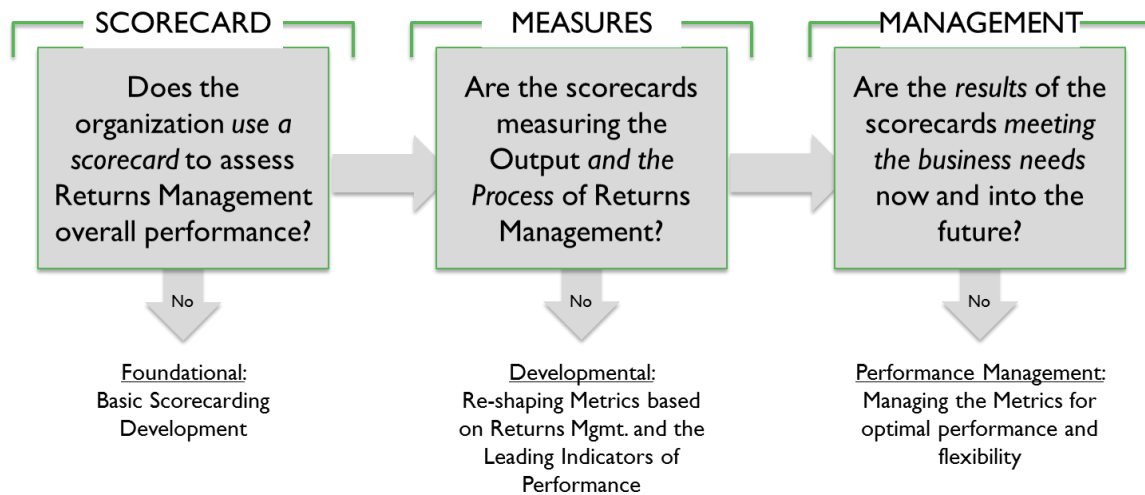 SCORECARD
Does the
organization use a
scorecard to assess
Returns Management
overall performance?
No
Foundational:
Basic Scorecarding
Development
MEASURES
Are the scorecards
measuring the
Output and the
Process of Returns
Management?
No
Developmental:
Re-shaping Metrics based
on Returns Mgmt. and the
Leading Indicators of
Performance
MANAGEMENT
Are the results of the
scorecards meeting
the business needs
now and into the
future?
No
Performance Management:
Managing the Metrics for
optimal performance and
flexibility